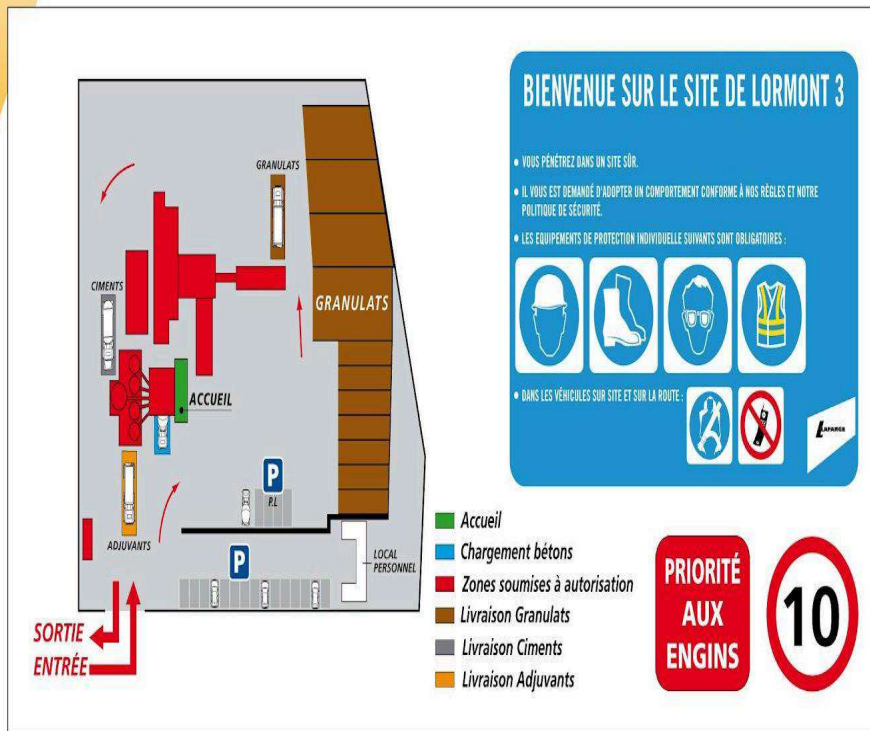 GRANULATS
CIMENTS
GRANULATS
ACCUEIL
P
P.L
ADJUVANTS
P
LOCAL
PERSONNEL
SORTIE
ENTRÉE
Accueil
Chargement bétons
Zones soumises à autorisation
Livraison Granulats
Livraison Ciments
Livraison Adjuvants
BIENVENUE SUR LE SITE DE LORMONT 3
• VOUS PÉNÉTREZ DANS UN SITE SÛR.
• IL VOUS EST DEMANDÉ D'ADOPTER UN COMPORTEMENT CONFORME À NOS RÈGLES ET NOTRE
POLITIQUE DE SÉCURITÉ.
• LES EQUIPEMENTS DE PROTECTION INDIVIDUELLE SUIVANTS SONT OBLIGATOIRES :
• DANS LES VÉHICULES SUR SITE ET SUR LA ROUTE :
LAFARGE
PRIORITÉ
AUX
ENGINS
10